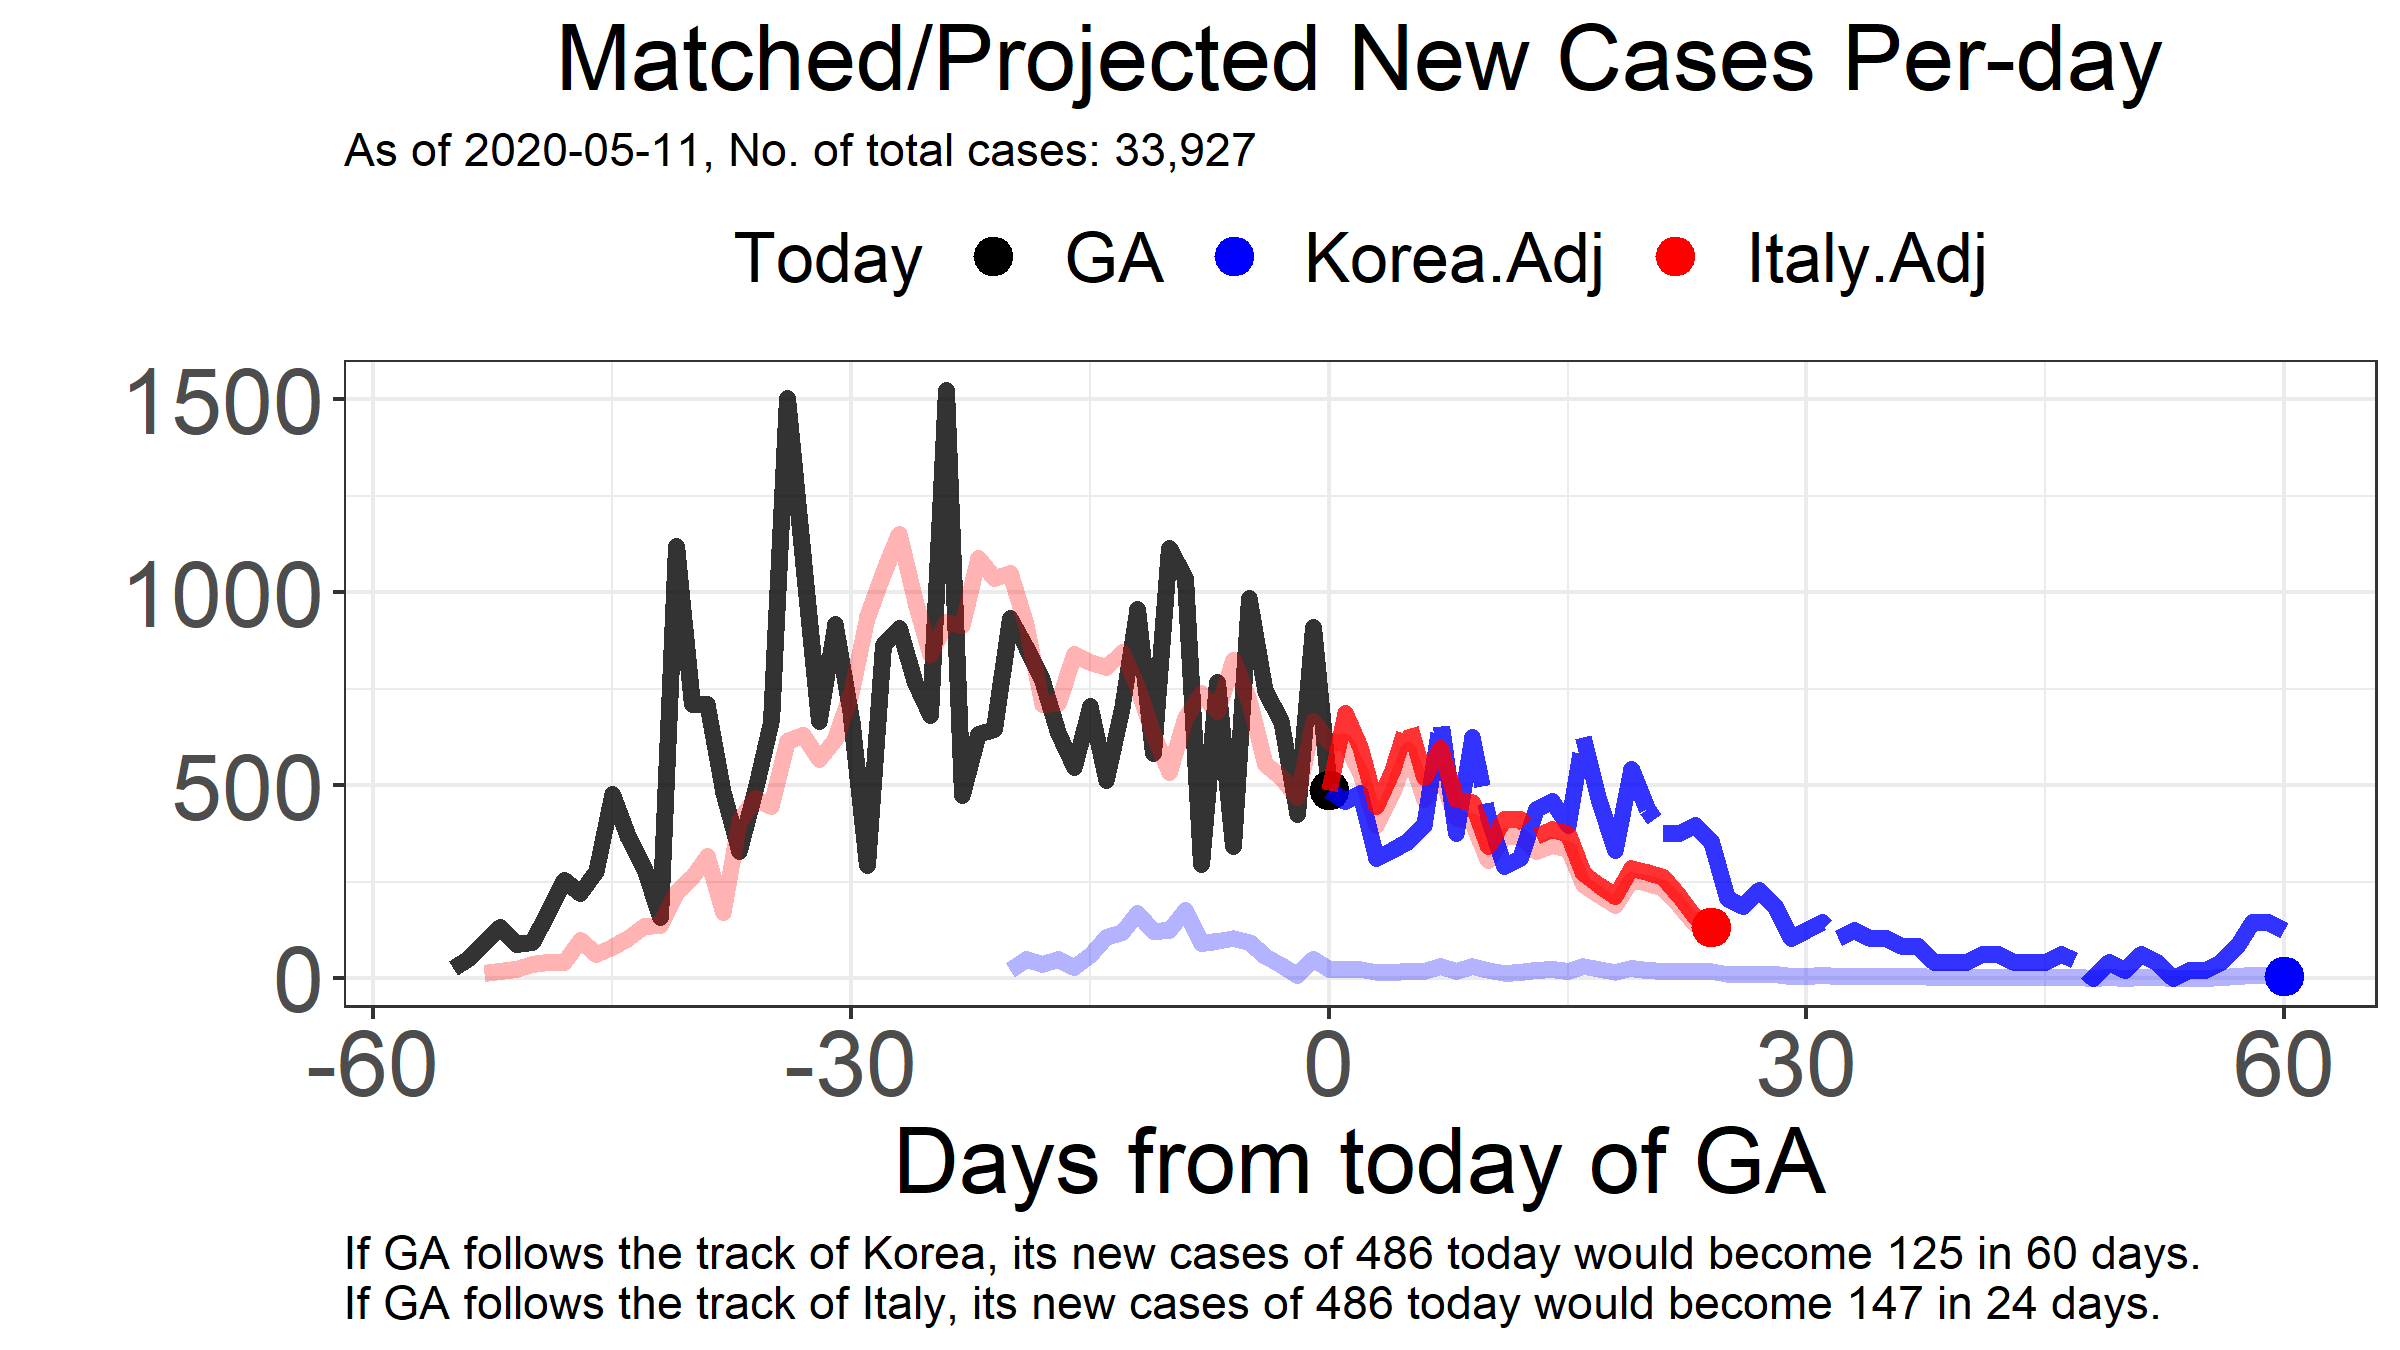 Matched/Projected New Cases Per-day
As of 2020-05-11, No. of total cases: 33,927
Today GA Korea.Adj Italy.Adj
1500
1000
500
0
-60 -30 0 30 60
Days from today of GA
If GA follows the track of Korea, its new cases of 486 today would become 125 in 60 days.
If GA follows the track of Italy, its new cases of 486 today would become 147 in 24 days.